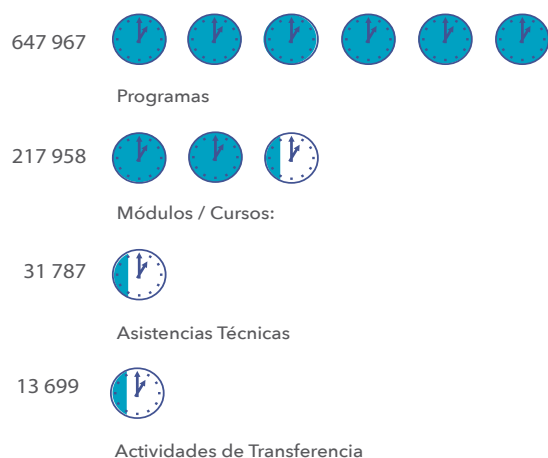 647 967
Programas
217 958
Módulos / Cursos:
31 787
Asistencias Técnicas
13 699
Actividades de Transferencia